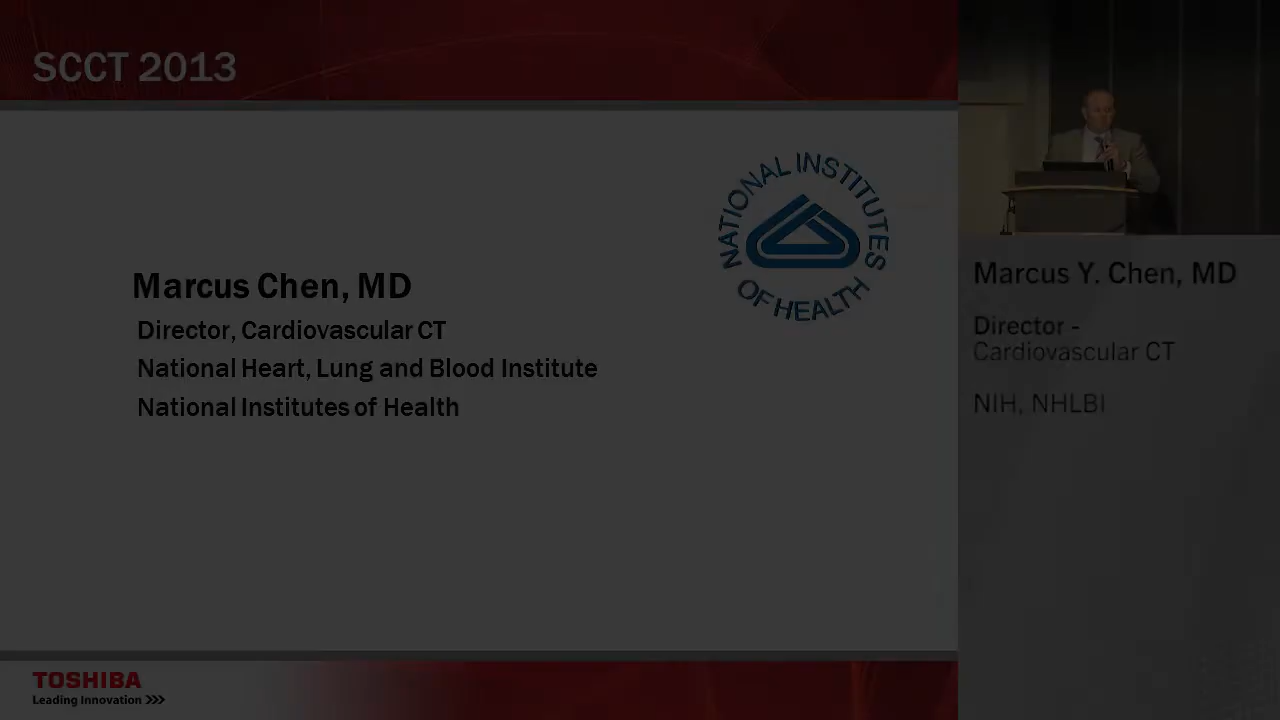 SCCT 2013
NATIONAL INSTITUTES
OF HEALTH
Marcus Chen, MD
Director, Cardiovascular CT
National Heart, Lung and Blood Institute
National Institutes of Health
TOSHIBA
Leading Innovation >>>
Marcus Y. Chen, MD
Director -
Cardiovascular CT
NIH, NHLBI